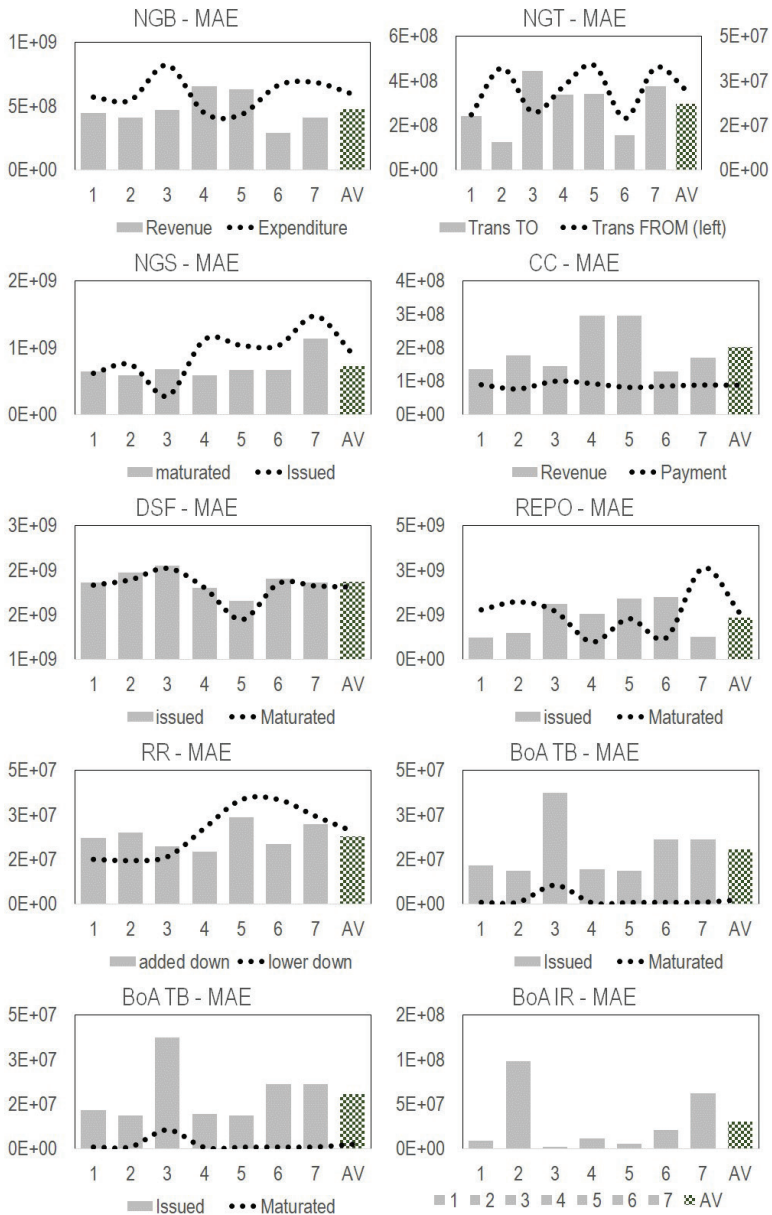 NGB - MAE
1E+09
5E+08
0E+00
1 2 3 4 5 6 7 AV
Revenue Expenditure
NGT - MAE
6E+08
4E+08
2E+08
0E+00
5E+07
3E+07
2E+07
0E+00
1 2 3 4 5 6 7 AV
Trans TO Trans FROM (left)
NGS - MAE
2E+09
1E+09
0E+00
1 2 3 4 5 6 7 AV
maturated Issued
CC - MAE
4E+08
3E+08
2E+08
1E+08
0E+00
1 2 3 4 5 6 7 AV
Revenue Payment
DSF - MAE
3E+09
2E+09
2E+09
1E+09
1 2 3 4 5 6 7 AV
issued Maturated
REPO - MAE
5E+09
3E+09
2E+09
0E+00
1 2 3 4 5 6 7 AV
issued Maturated
RR - MAE
5E+07
3E+07
2E+07
0E+00
1 2 3 4 5 6 7 AV
added down lower down
BoA TB - MAE
5E+07
3E+07
2E+07
0E+00
1 2 3 4 5 6 7 AV
Issued Maturated
BoA TB - MAE
5E+07
3E+07
2E+07
0E+00
1 2 3 4 5 6 7 AV
Issued Maturated
BoA IR - MAE
2E+08
1E+08
5E+07
0E+00
1 2 3 4 5 6 7 AV
1 2 3 4 5 6 7 AV